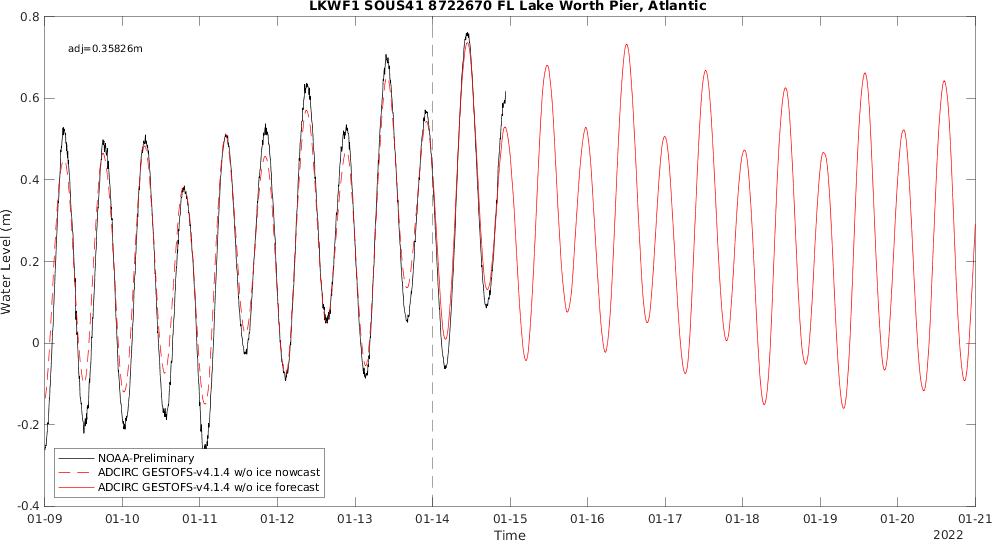 LKWF1 SOUS41 8722670 FL Lake Worth Pier, Atlantic
adj=0.35826m
Water Level (m)
0.8
0.6
0.4
0.2
0
-0.2
-0.4
NOAA-Preliminary
ADCIRC GESTOFS-v4.1.4 w/o ice nowcast
ADCIRC GESTOFS-v4.1.4 w/o ice forecast
01-09 01-10 01-11 01-12 01-13 01-14 01-15 01-16 01-17 01-18 01-19 01-20 01-21
Time
2022